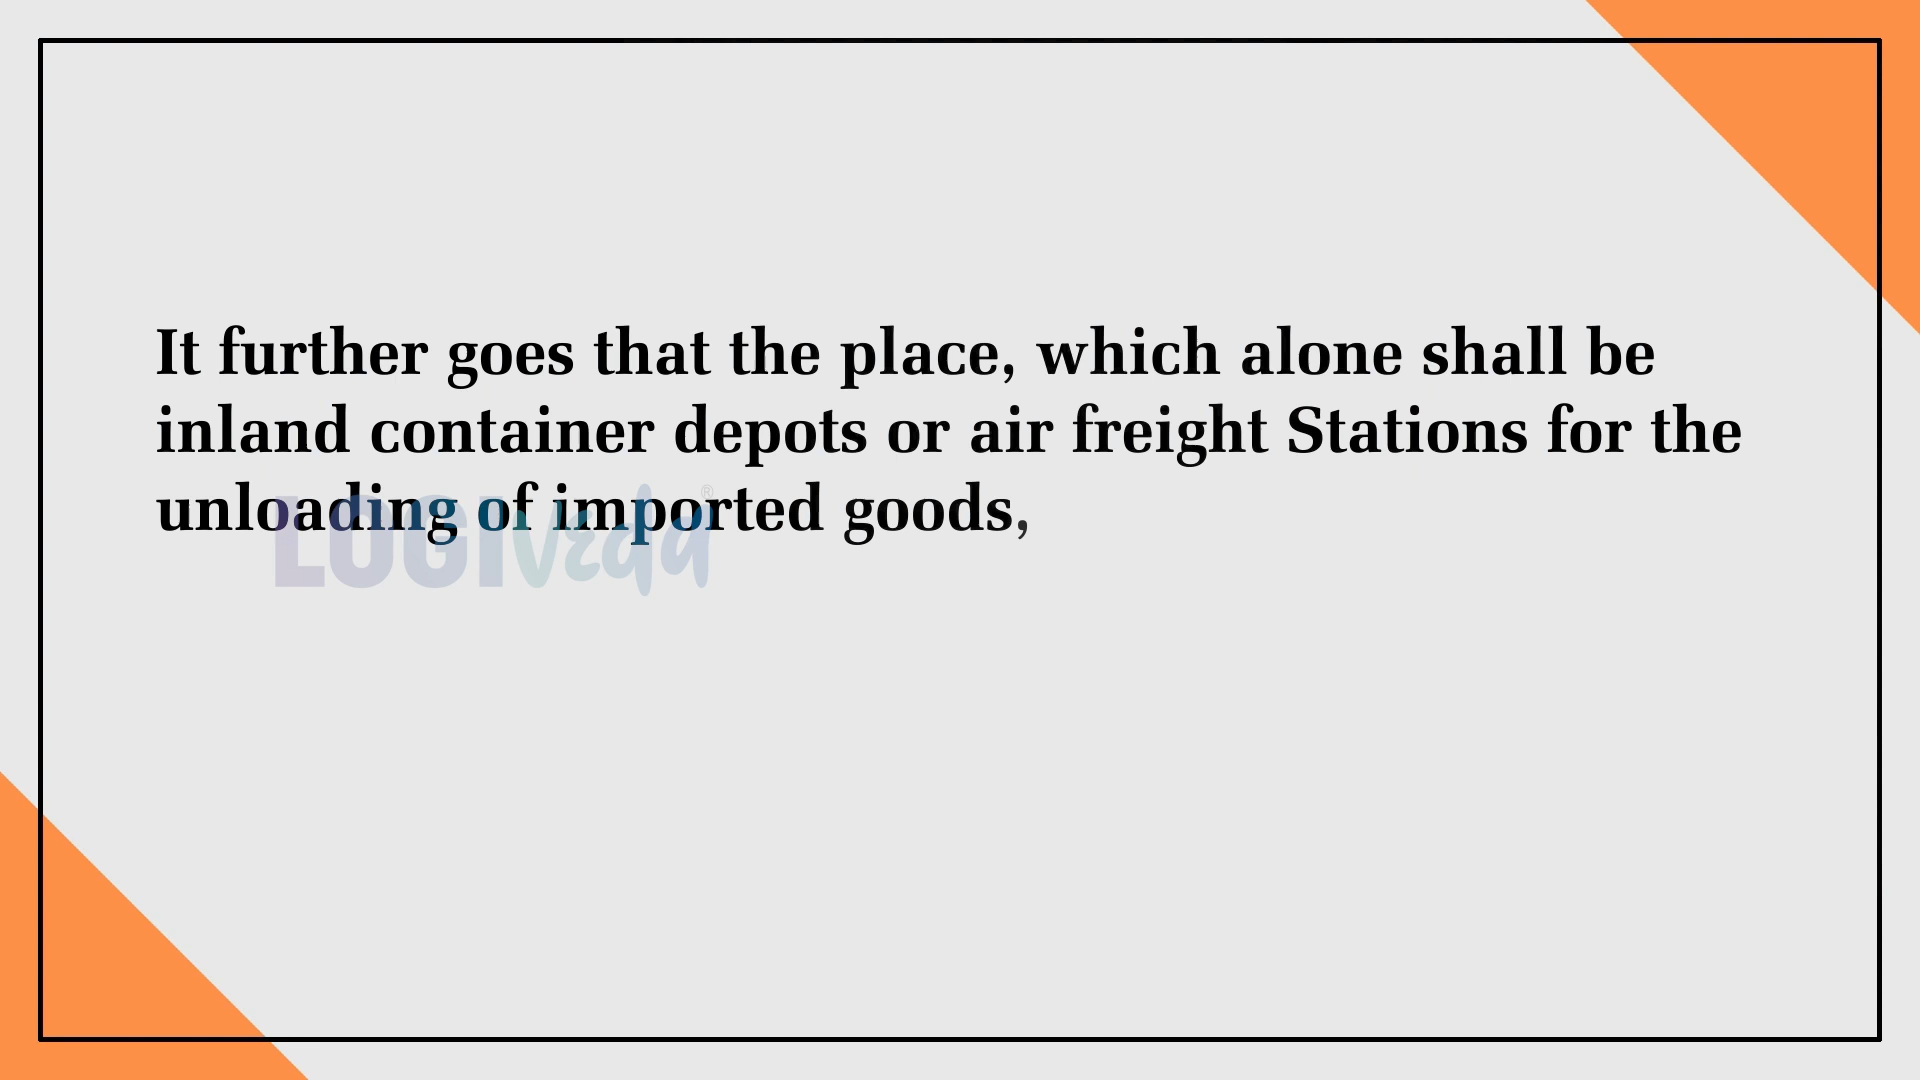 It further goes that the place, which alone shall be
inland container depots or air freight Stations for the
unloading of imported goods,
LOGIveda®